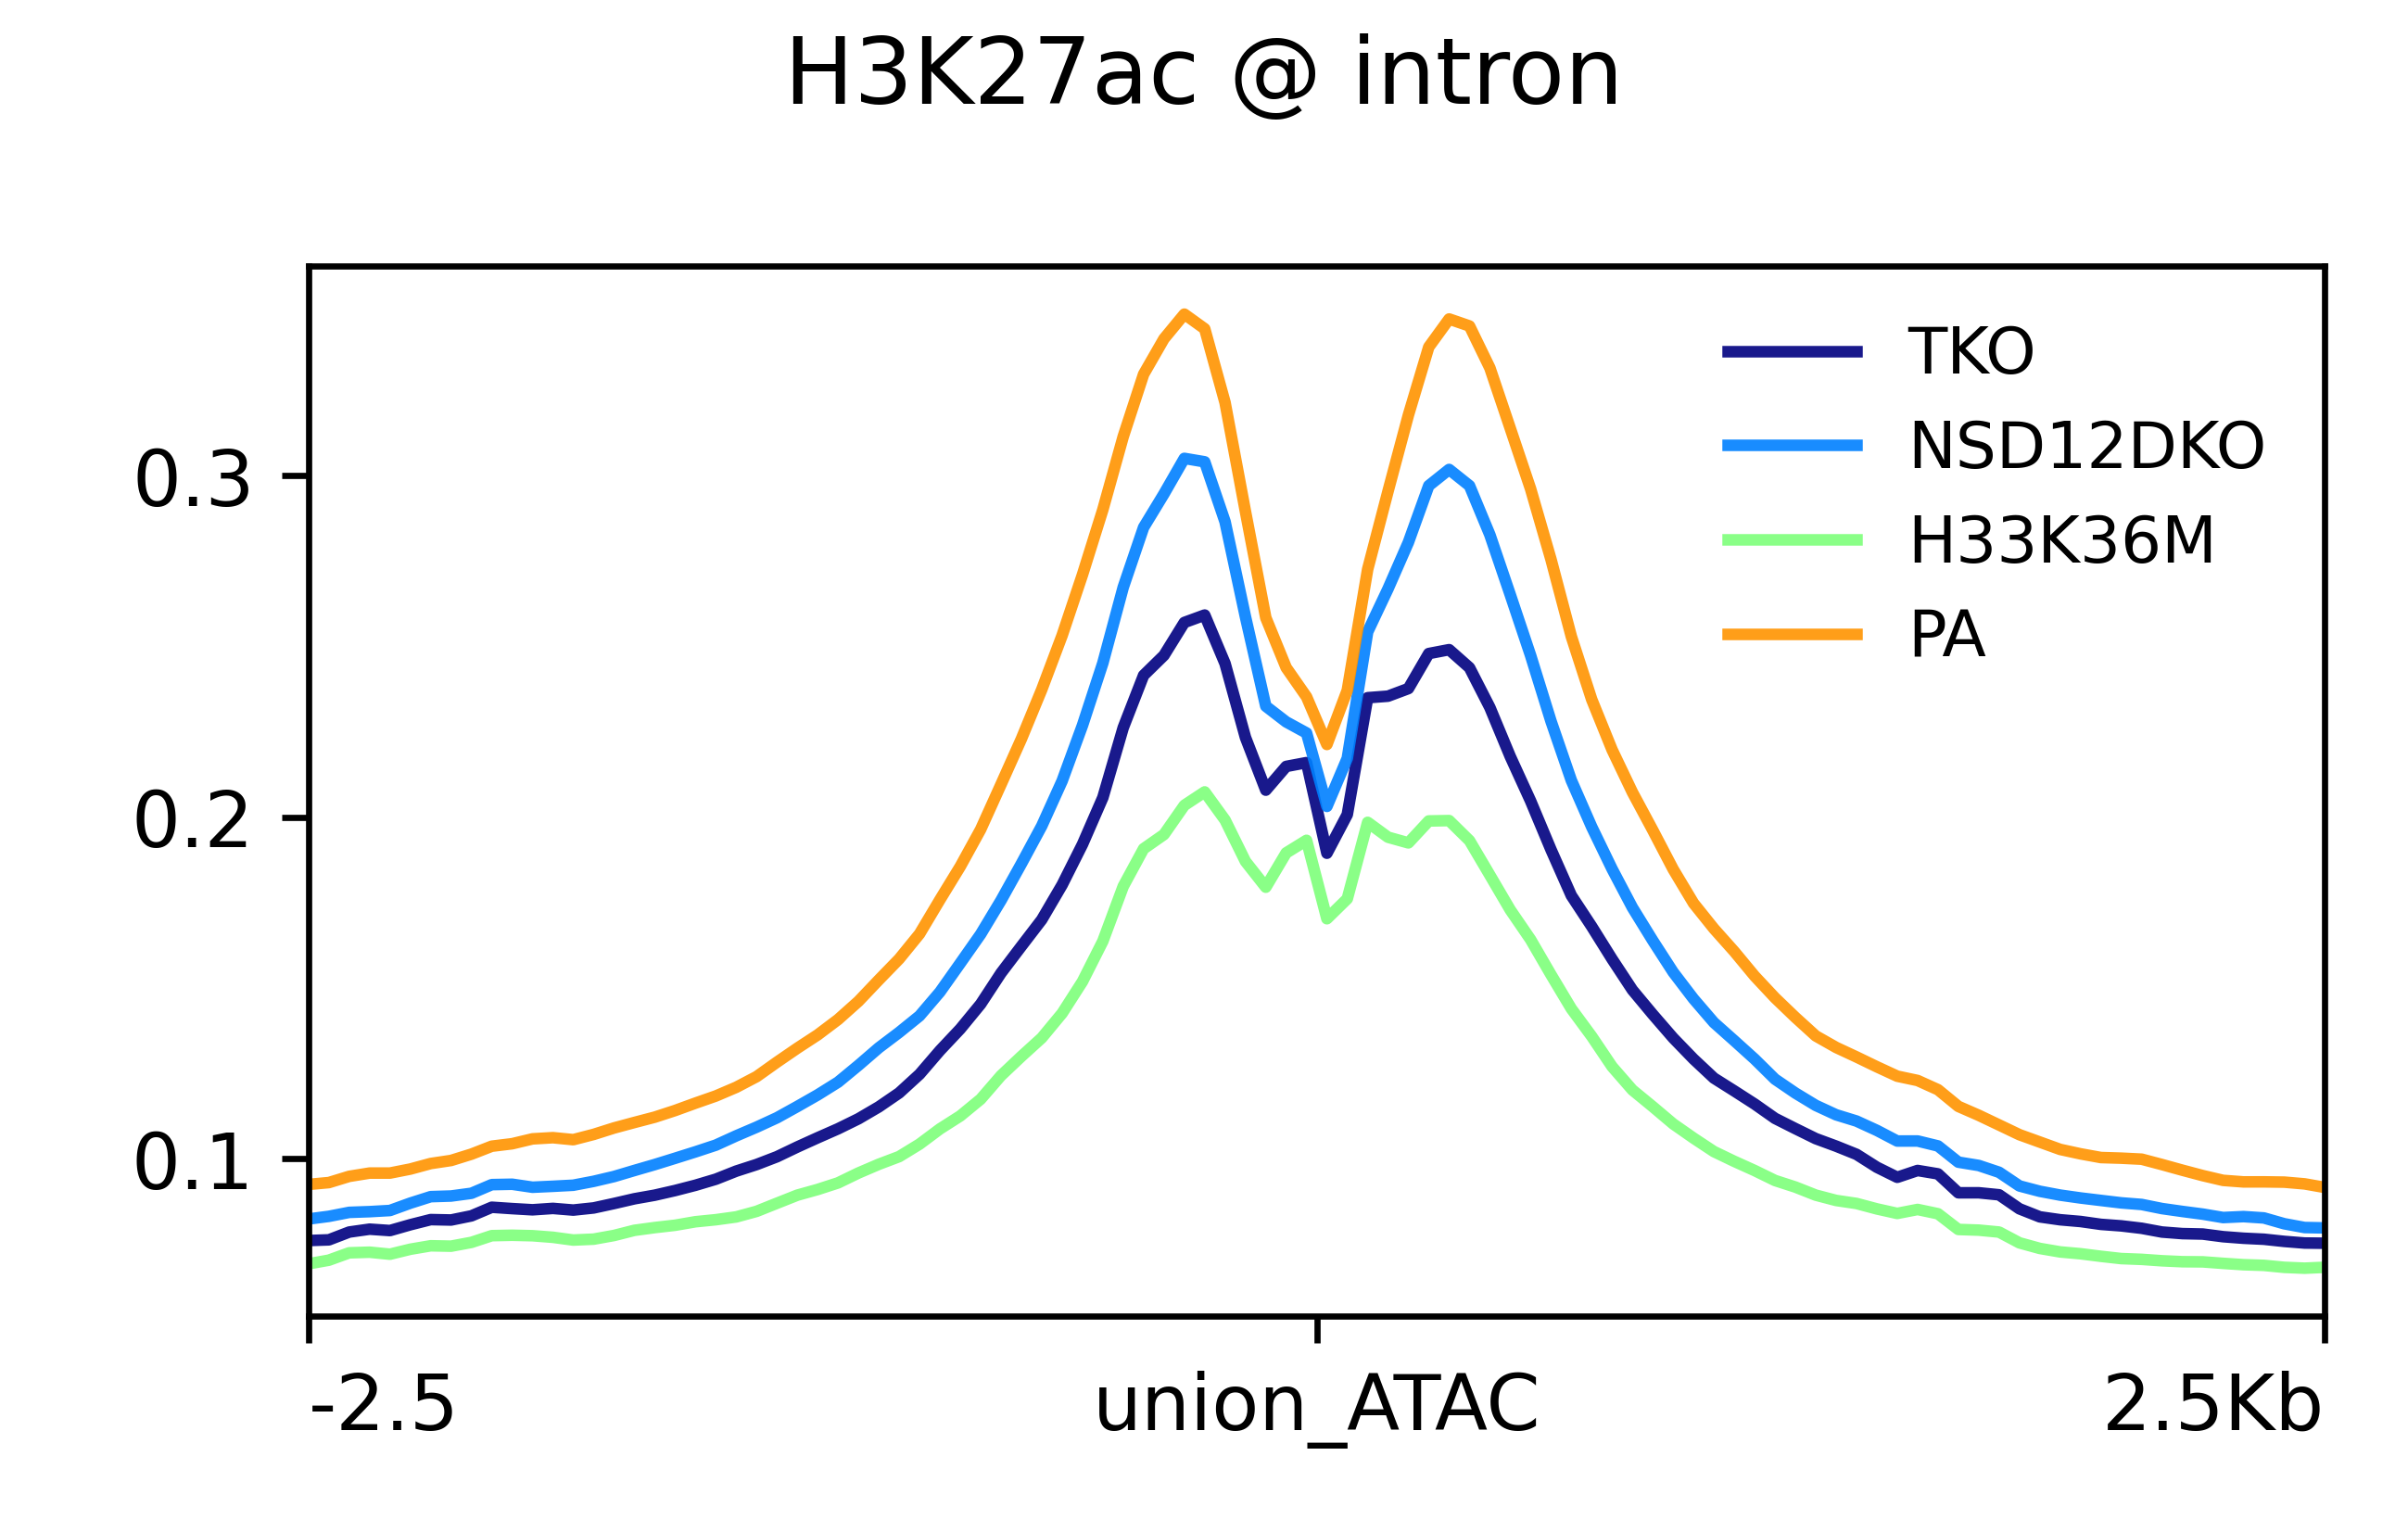 H3K27ac @ intron
TKO
NSD12DKO
H33K36M
PA
0.3
0.2
0.1
-2.5 union_ATAC 2.5Kb